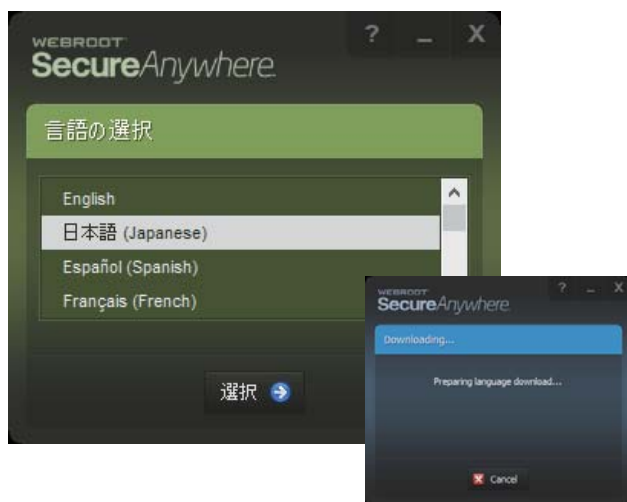 WEBROOT
SecureAnywhere
? _ X
言語の選択
English
日本語 (Japanese)
Español (Spanish)
Français (French)
選択
WEBROOT
SecureAnywhere
? _ X
Downloading...
Preparing language download...
Cancel